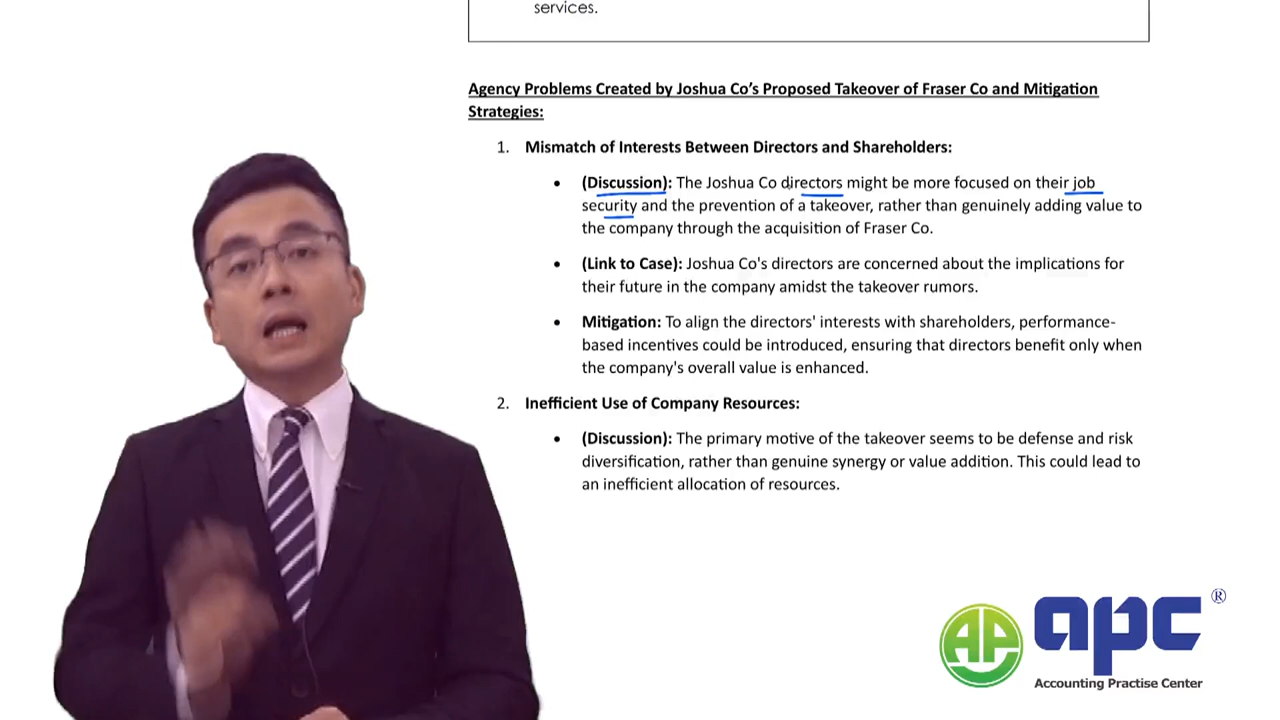 services.
Agency Problems Created by Joshua Co's Proposed Takeover of Fraser Co and Mitigation
Strategies:
1. Mismatch of Interests Between Directors and Shareholders:
• (Discussion): The Joshua Co directors might be more focused on their job
security and the prevention of a takeover, rather than genuinely adding value to
the company through the acquisition of Fraser Co.
• (Link to Case): Joshua Co's directors are concerned about the implications for
their future in the company amidst the takeover rumors.
• Mitigation: To align the directors' interests with shareholders, performance-
based incentives could be introduced, ensuring that directors benefit only when
the company's overall value is enhanced.
2. Inefficient Use of Company Resources:
• (Discussion): The primary motive of the takeover seems to be defense and risk
diversification, rather than genuine synergy or value addition. This could lead to
an inefficient allocation of resources.
AP
apc®
Accounting Practise Center